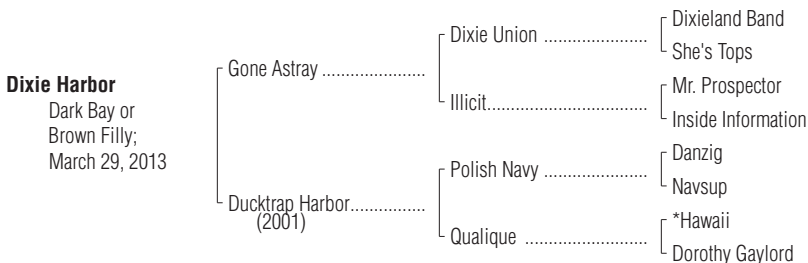 Dixie Harbor
Dark Bay or
Brown Filly;
March 29, 2013
Gone Astray ......................
Ducktrap Harbor................
(2001)
Dixie Union ......................
Illicit..................................
Polish Navy ......................
Qualique ..........................
Dixieland Band
She's Tops
Mr. Prospector
Inside Information
Danzig
Navsup
*Hawaii
Dorothy Gaylord